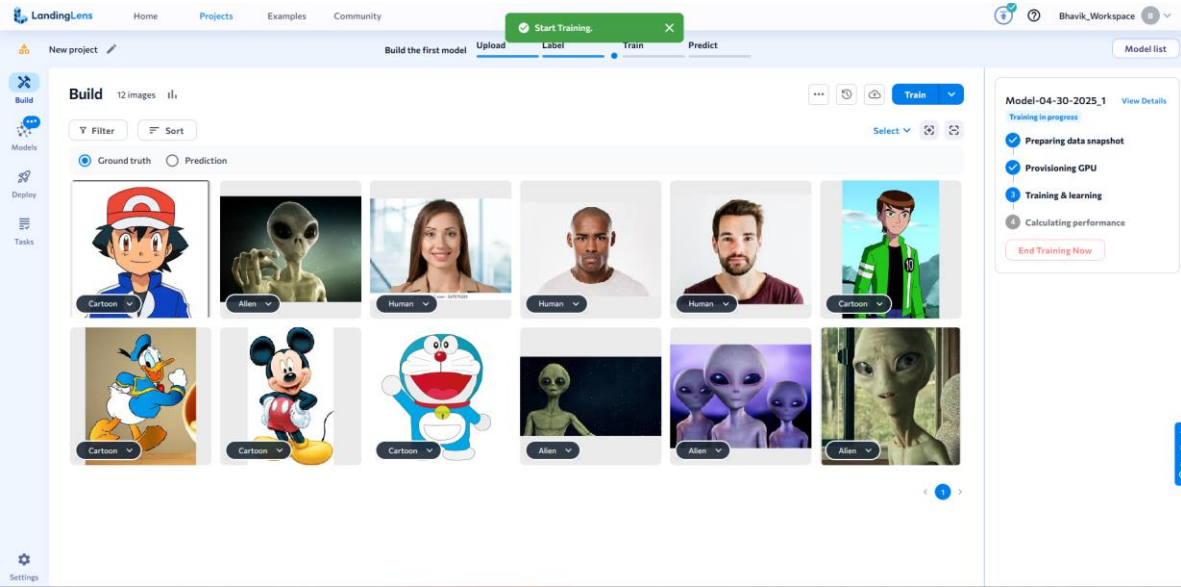 LandingLens
Home
Projects
Examples
Community
Start Training.
Bhavik_Workspace
B
New project
Build the first model
Upload
Label
Train
Predict
Model list
Build
Models
Deploy
Tasks
Settings
Build
12 images
Train
Filter
Sort
Select
Ground truth
Prediction
Cartoon
Alien
Human
Human
Human
Cartoon
10
Cartoon
Cartoon
Cartoon
Alien
Alien
Alien
1
Model-04-30-2025_1
View Details
Training in progress
Preparing data snapshot
Provisioning GPU
3 Training & learning
4 Calculating performance
End Training Now